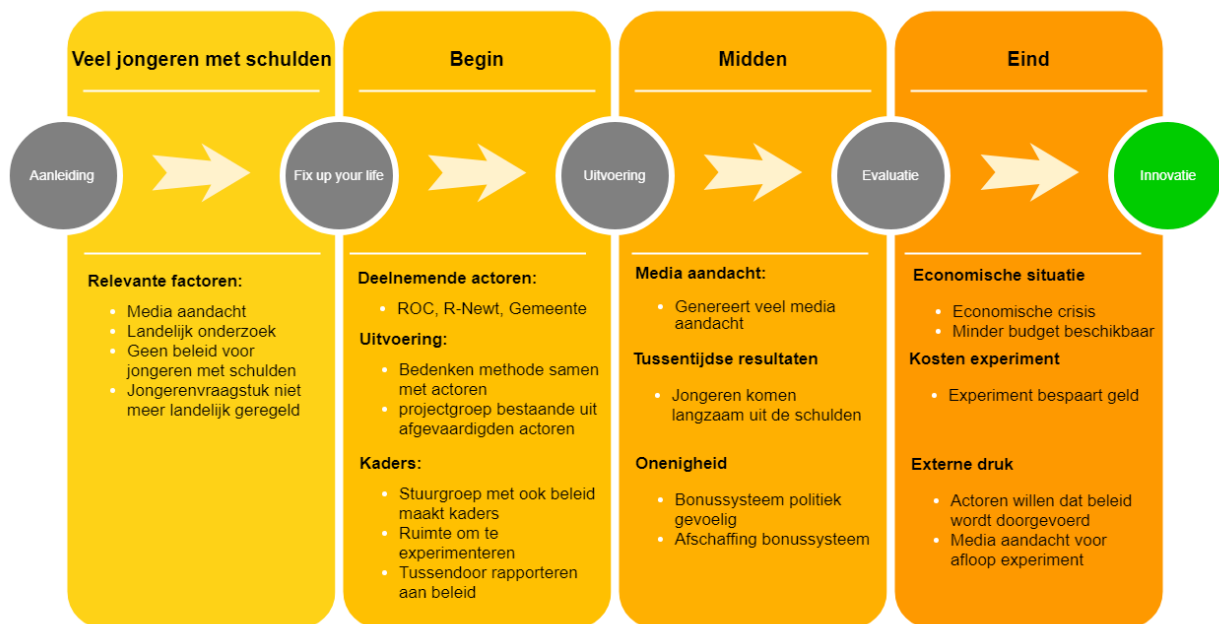 Veel jongeren met schulden
Begin
Midden
Eind
Aanleiding
Fix up your life
Uitvoering
Evaluatie
Innovatie
Relevante factoren:
Media aandacht
Landelijk onderzoek
Geen beleid voor
jongeren met schulden
Jongerenvraagstuk niet
meer landelijk geregeld
Deelnemende actoren:
ROC, R-Newt, Gemeente
Uitvoering:
Bedenken methode samen
met actoren
projectgroep bestaande uit
afgevaardigden actoren
Kaders:
Stuurgroep met ook beleid
maakt kaders
Ruimte om te
experimenteren
Tussendoor rapporteren
aan beleid
Media aandacht:
Genereert veel media
aandacht
Tussentijdse resultaten
Jongeren komen
langzaam uit de schulden
Onenigheid
Bonussysteem politiek
gevoelig
Afschaffing bonussysteem
Economische situatie
Economische crisis
Minder budget beschikbaar
Kosten experiment
Experiment bespaart geld
Externe druk
Actoren willen dat beleid
wordt doorgevoerd
Media aandacht voor
afloop experiment